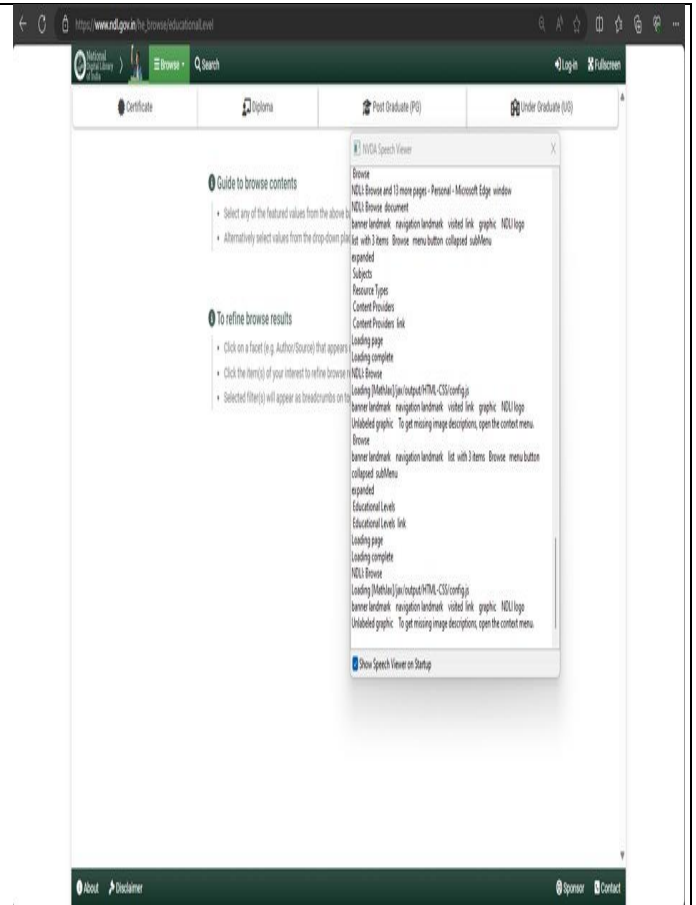 https://www.ndl.gov.in/he_browse/educationalLevel
National
Digital Library
of India
Browse
Search
Log-in
Fullscreen
Certificate
Diploma
Post Graduate (PG)
Under Graduate (UG)
Guide to browse contents
• Select any of the featured values from the above b
• Alternatively select values from the drop-down plac
To refine browse results
• Click on a facet (e.g. Author/Source) that appears
• Click the item(s) of your interest to refine browse r
• Selected filter(s) will appear as breadcrumbs on to
NVDA Speech Viewer
Browse
NDLI: Browse and 13 more pages - Personal - Microsoft Edge window
NDLI: Browse document
banner landmark navigation landmark visited link graphic NDLI logo
list with 3 items Browse menu button collapsed subMenu
expanded
Subjects
Resource Types
Content Providers
Content Providers link
Loading page
Loading complete
NDLI: Browse
Loading [MathJax]/jax/output/HTML-CSS/config.js
banner landmark navigation landmark visited link graphic NDLI logo
Unlabeled graphic To get missing image descriptions, open the context menu.
Browse
banner landmark navigation landmark list with 3 items Browse menu button
collapsed subMenu
expanded
Educational Levels
Educational Levels link
Loading page
Loading complete
NDLI: Browse
Loading [MathJax]/jax/output/HTML-CSS/config.js
banner landmark navigation landmark visited link graphic NDLI logo
Unlabeled graphic To get missing image descriptions, open the context menu.
Show Speech Viewer on Startup
About
Disclaimer
Sponsor
Contact